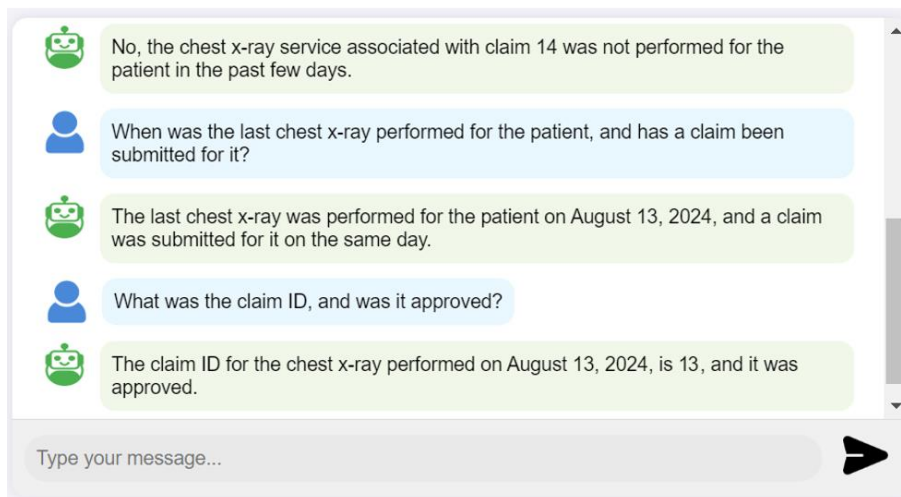 No, the chest x-ray service associated with claim 14 was not performed for the
patient in the past few days.
When was the last chest x-ray performed for the patient, and has a claim been
submitted for it?
The last chest x-ray was performed for the patient on August 13, 2024, and a claim
was submitted for it on the same day.
What was the claim ID, and was it approved?
The claim ID for the chest x-ray performed on August 13, 2024, is 13, and it was
approved.
Type your message...